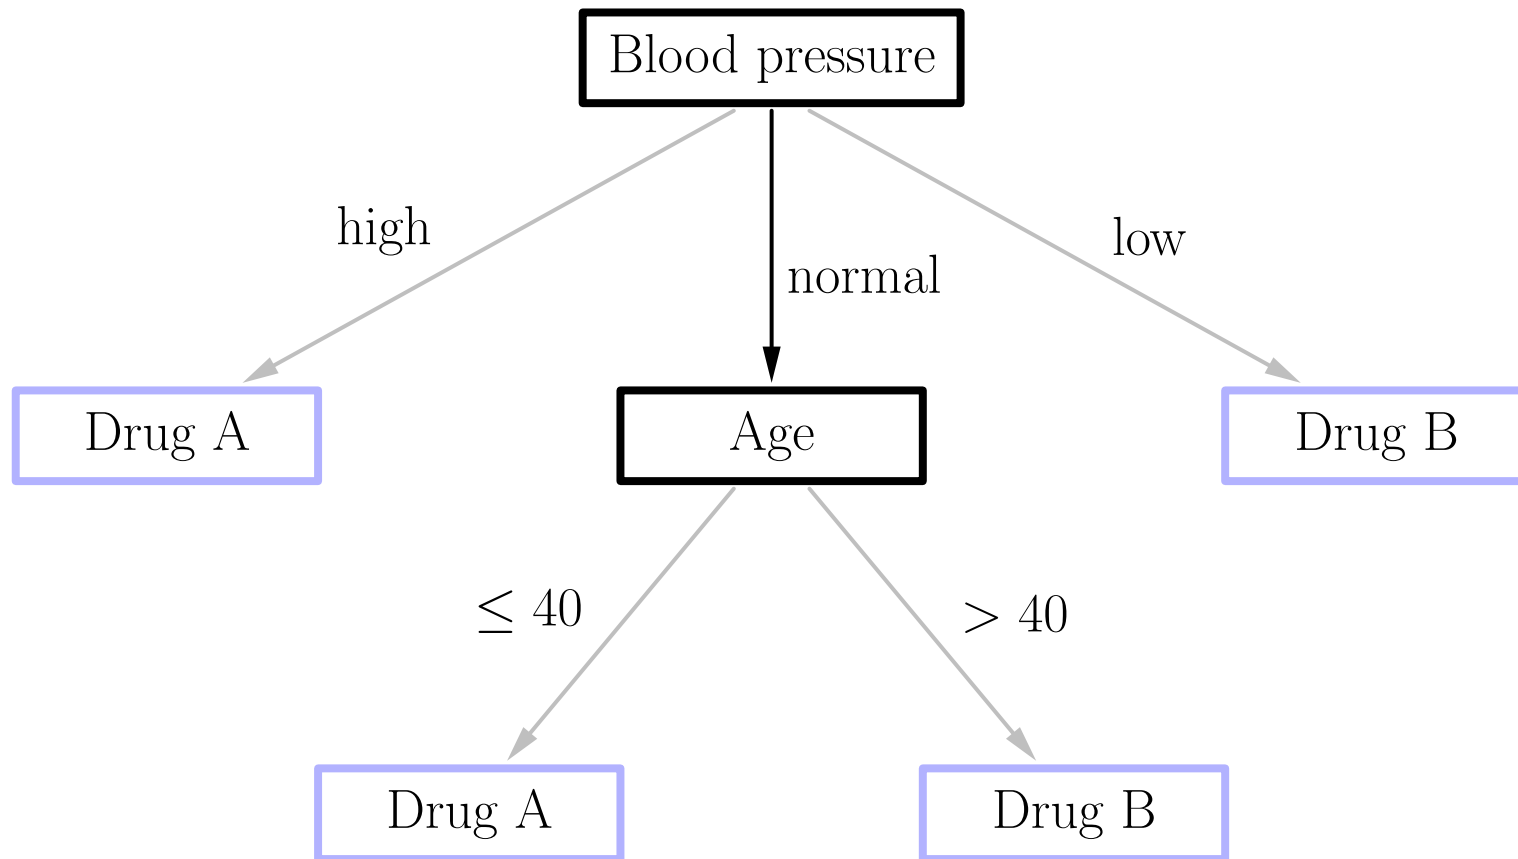 Blood pressure
high
low
normal
Drug A
Age
Drug B
≤ 40
> 40
Drug A
Drug B